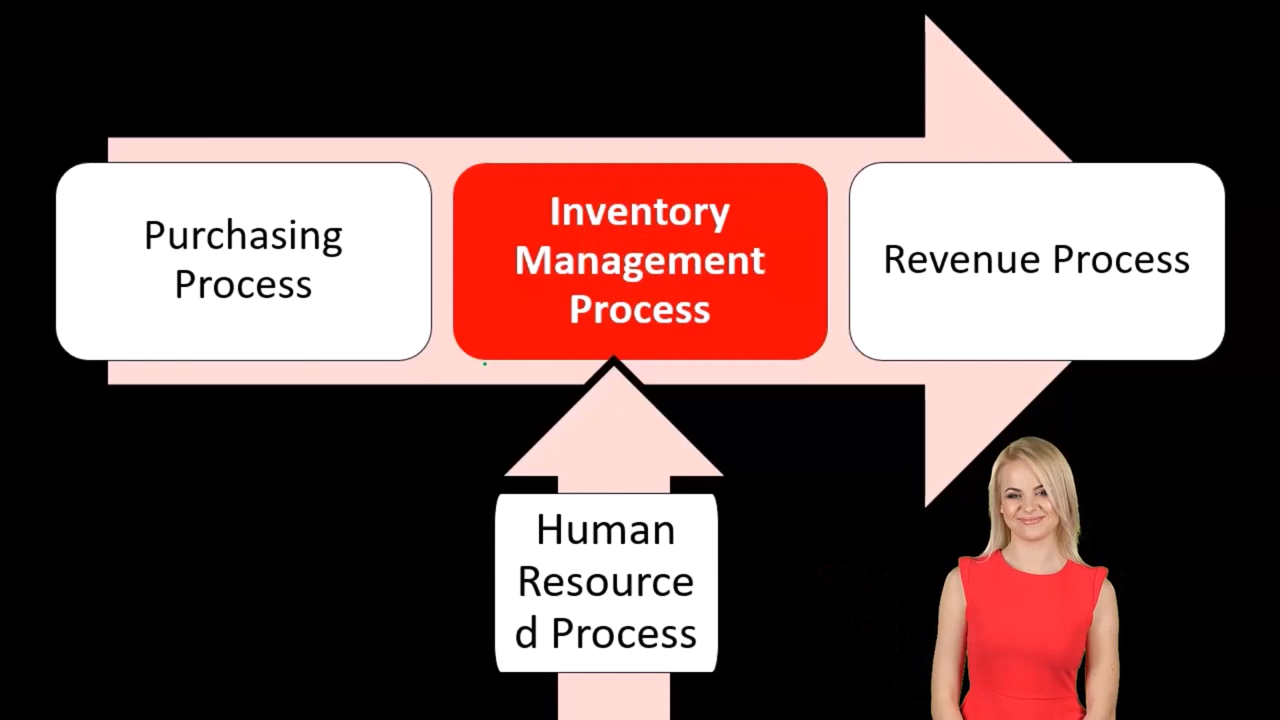 Purchasing
Process
Inventory
Management
Process
Revenue Process
Human
Resource
d Process